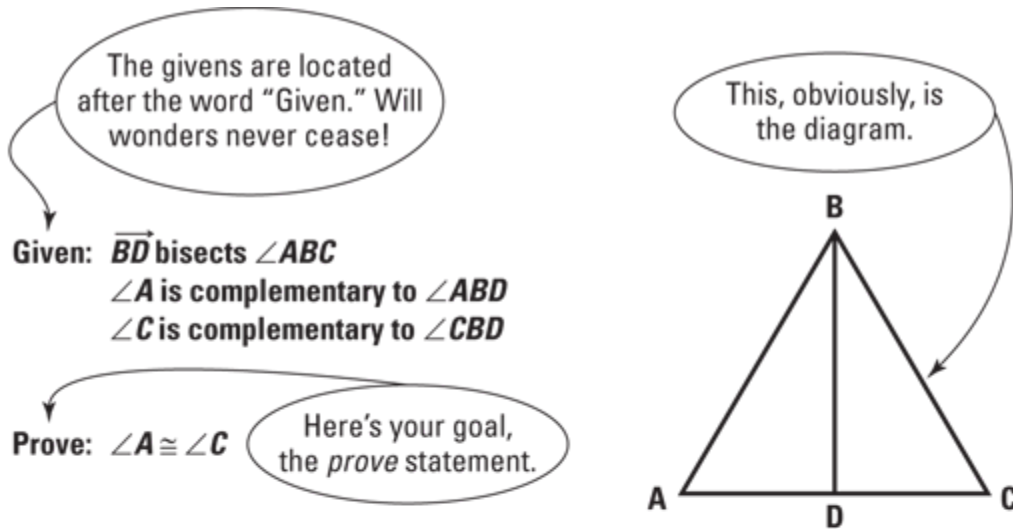 The givens are located
after the word “Given.” Will
wonders never cease!
This, obviously, is
the diagram.
Given: BD bisects ∠ABC
∠A is complementary to ∠ABD
∠C is complementary to ∠CBD
Prove: ∠A ≅ ∠C
Here’s your goal,
the prove statement.
B
A
D
C